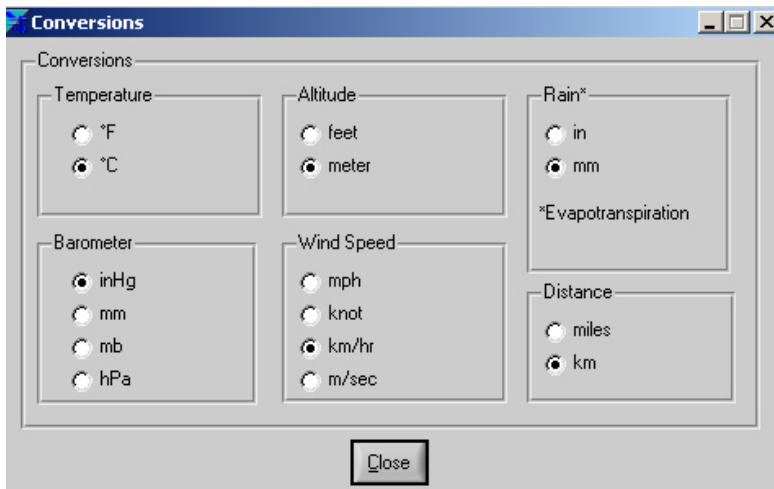 Conversions
Conversions
Temperature
°F
°C
Altitude
feet
meter
Rain*
in
mm
*Evapotranspiration
Barometer
inHg
mm
mb
hPa
Wind Speed
mph
knot
km/hr
m/sec
Distance
miles
km
Close